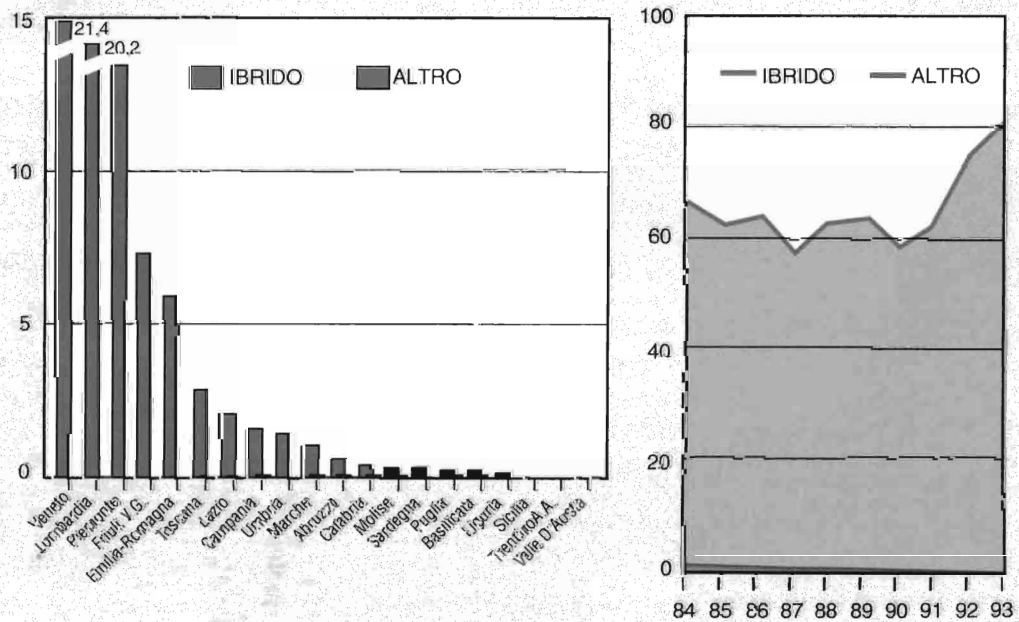 15
21,4
20,2
IBRIDO
ALTRO
10
5
0
Veneto
Lombardia
Piemonte
Friuli V.G.
Emilia-Romagna
Toscana
Lazio
Campania
Umbria
Marche
Abruzzo
Calabria
Molise
Sardegna
Puglia
Basilicata
Liguria
Sicilia
Trentino A.A.
Valle D'Aosta
100
IBRIDO
ALTRO
80
60
40
20
0
84 85 86 87 88 89 90 91 92 93